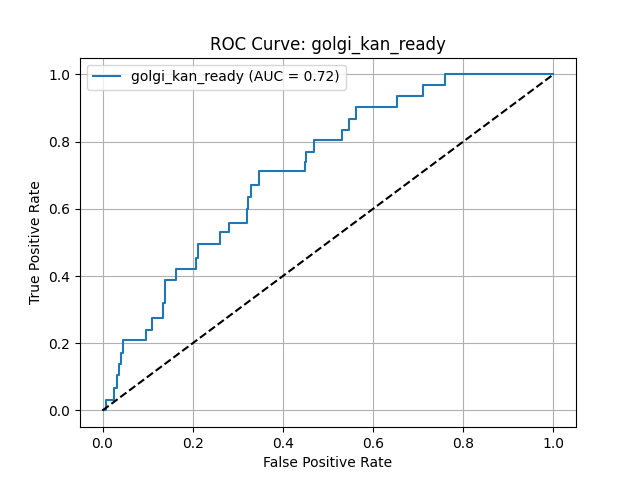 ROC Curve: golgi_kan_ready
golgi_kan_ready (AUC = 0.72)
True Positive Rate
1.0
0.8
0.6
0.4
0.2
0.0
0.0 0.2 0.4 0.6 0.8 1.0
False Positive Rate